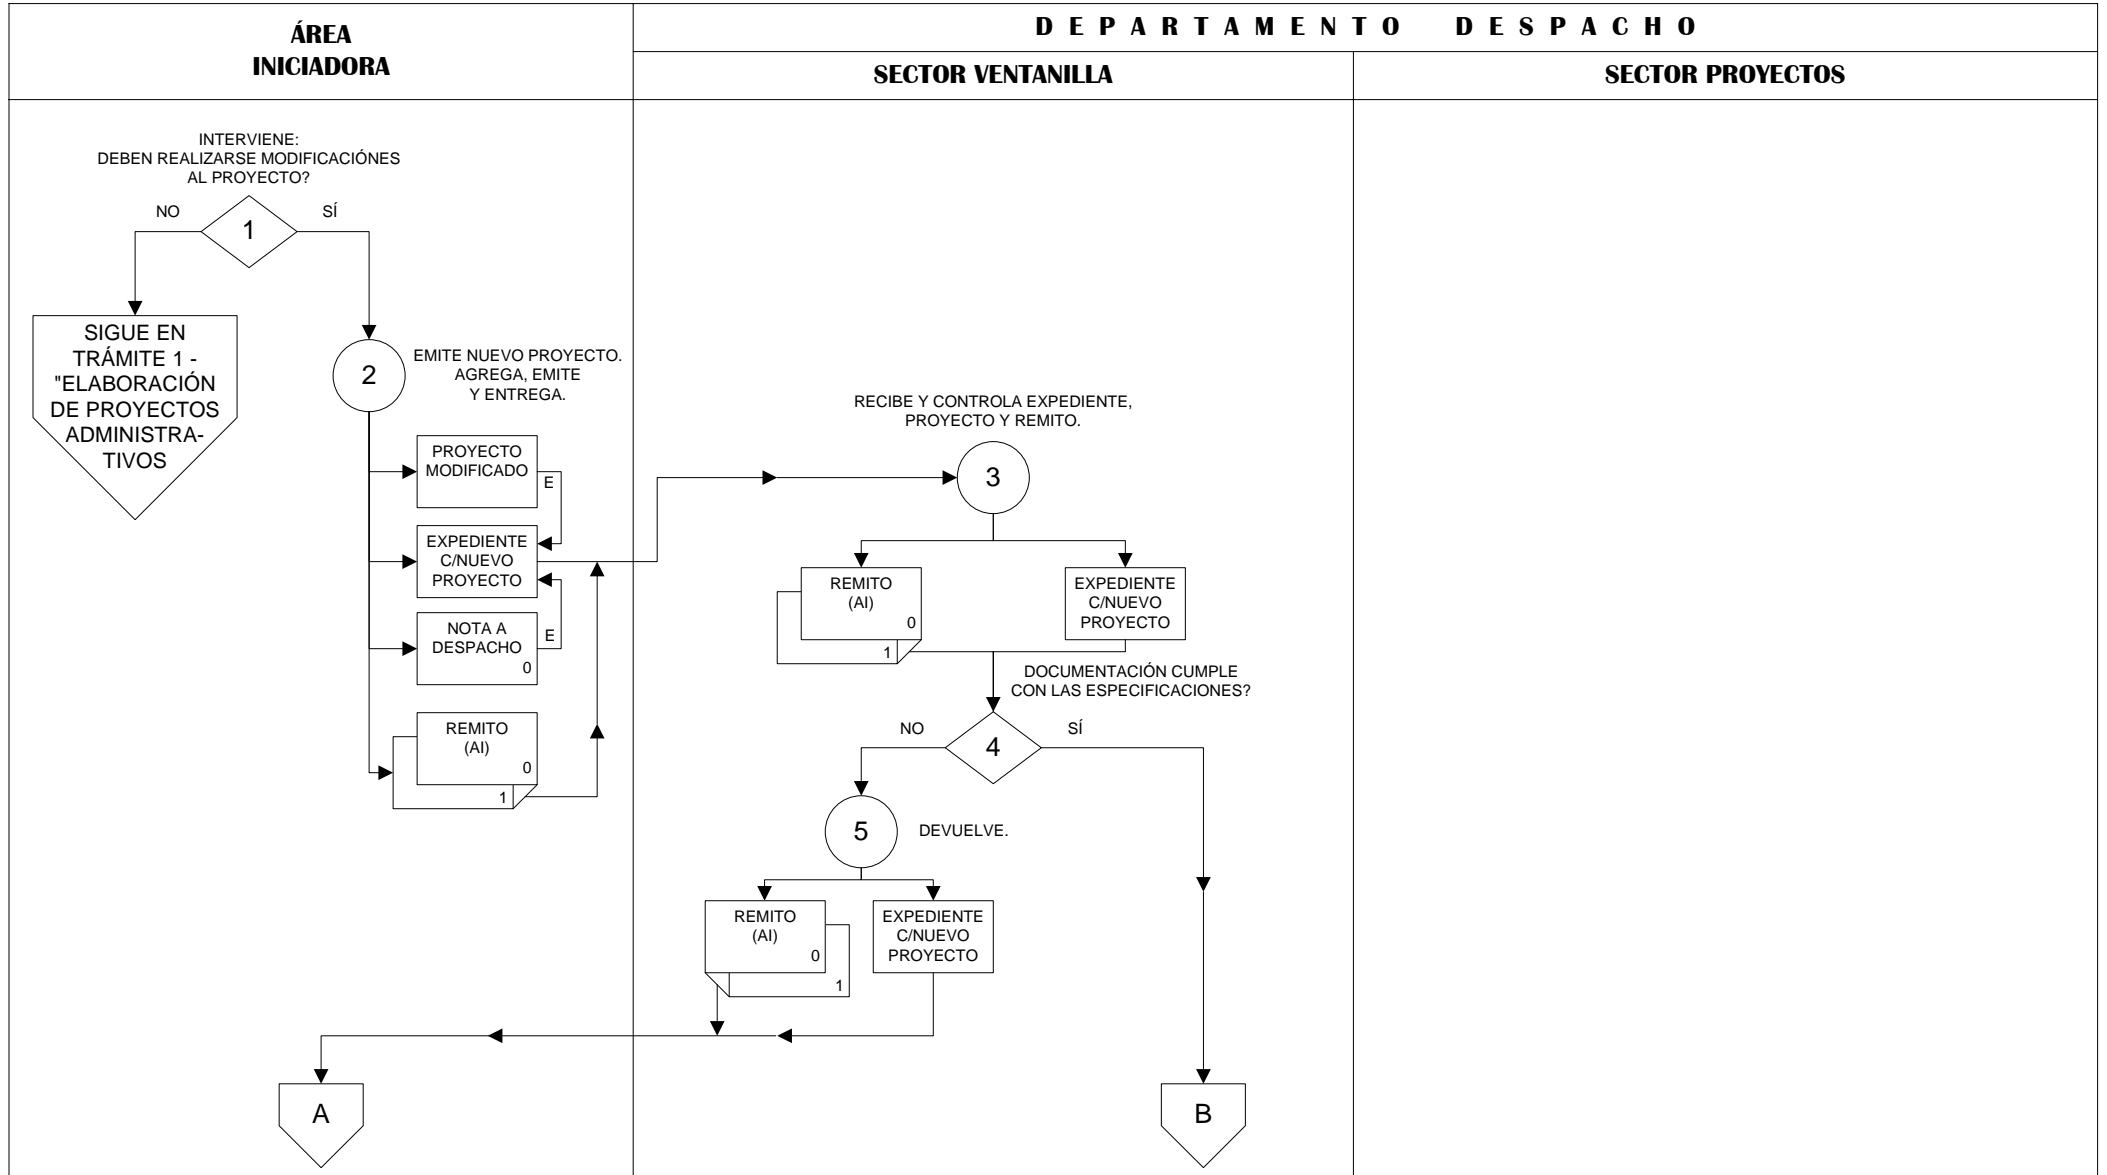 ÁREA
INICIADORA
DEPARTAMENTO DESPACHO
SECTOR VENTANILLA
SECTOR PROYECTOS
INTERVIENE:
DEBEN REALIZARSE MODIFICACIÓNES
AL PROYECTO?
NO
SÍ
1
SIGUE EN
TRÁMITE 1 -
"ELABORACIÓN
DE PROYECTOS
ADMINISTRA-
TIVOS
2
EMITE NUEVO PROYECTO.
AGREGA, EMITE
Y ENTREGA.
PROYECTO
MODIFICADO
E
EXPEDIENTE
C/NUEVO
PROYECTO
NOTA A
DESPACHO
0
E
REMITO
(AI)
0
1
RECIBE Y CONTROLA EXPEDIENTE,
PROYECTO Y REMITO.
3
REMITO
(AI)
0
1
EXPEDIENTE
C/NUEVO
PROYECTO
DOCUMENTACIÓN CUMPLE
CON LAS ESPECIFICACIONES?
NO
SÍ
4
5
DEVUELVE.
REMITO
(AI)
0
1
EXPEDIENTE
C/NUEVO
PROYECTO
A
B